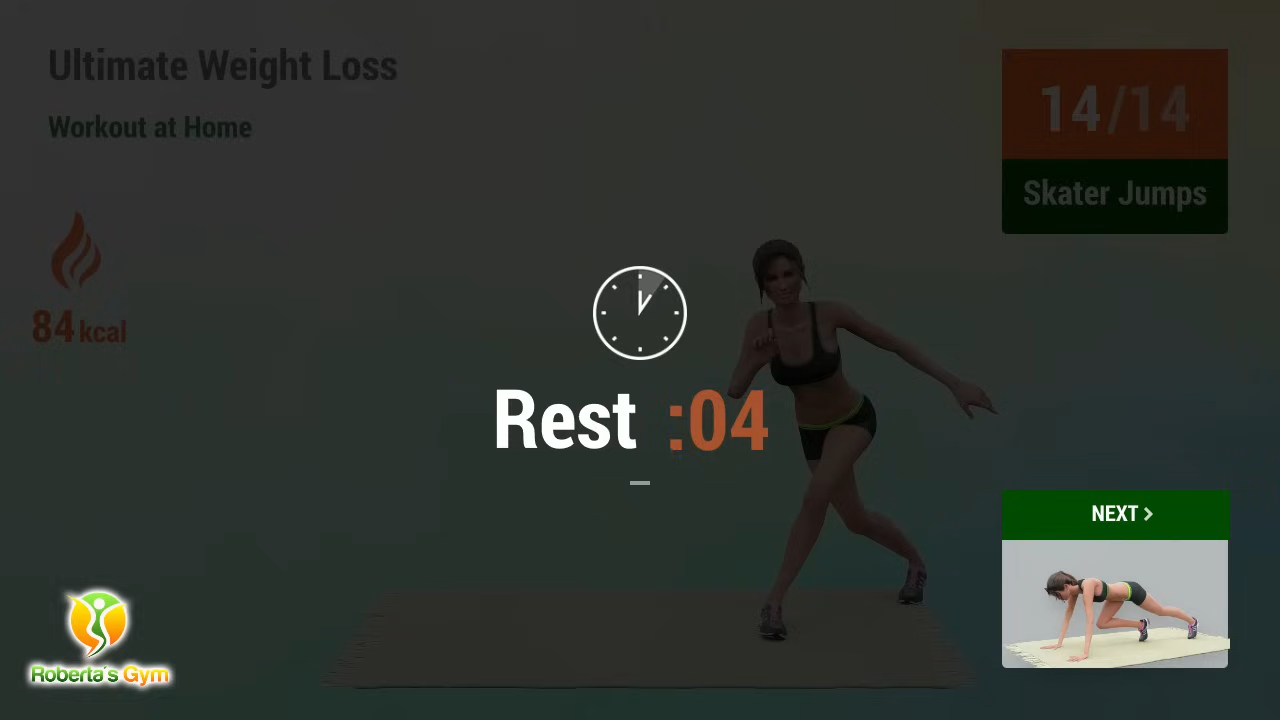 Ultimate Weight Loss
Workout at Home
14/14
Skater Jumps
84 kcal
Rest :04
NEXT >
Roberta's Gym